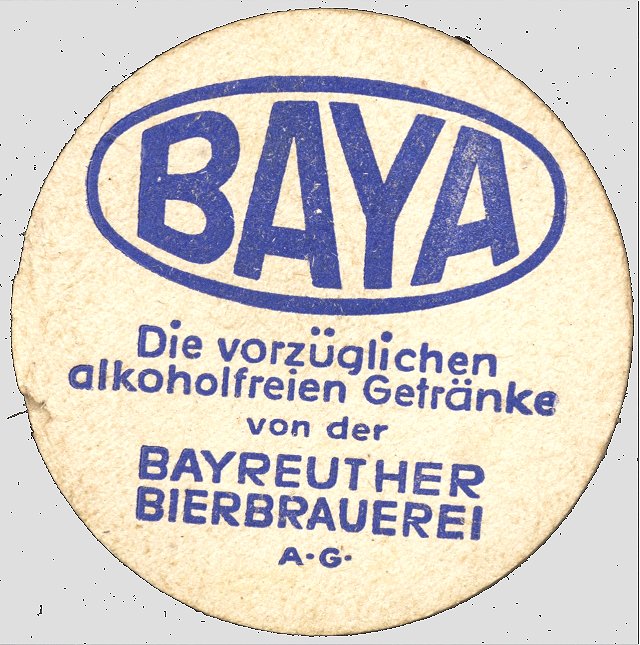 BAYA
Die vorzüglichen
alkoholfreien Getränke
von der
BAYREUTHER
BIERBRAUEREI
A·G·